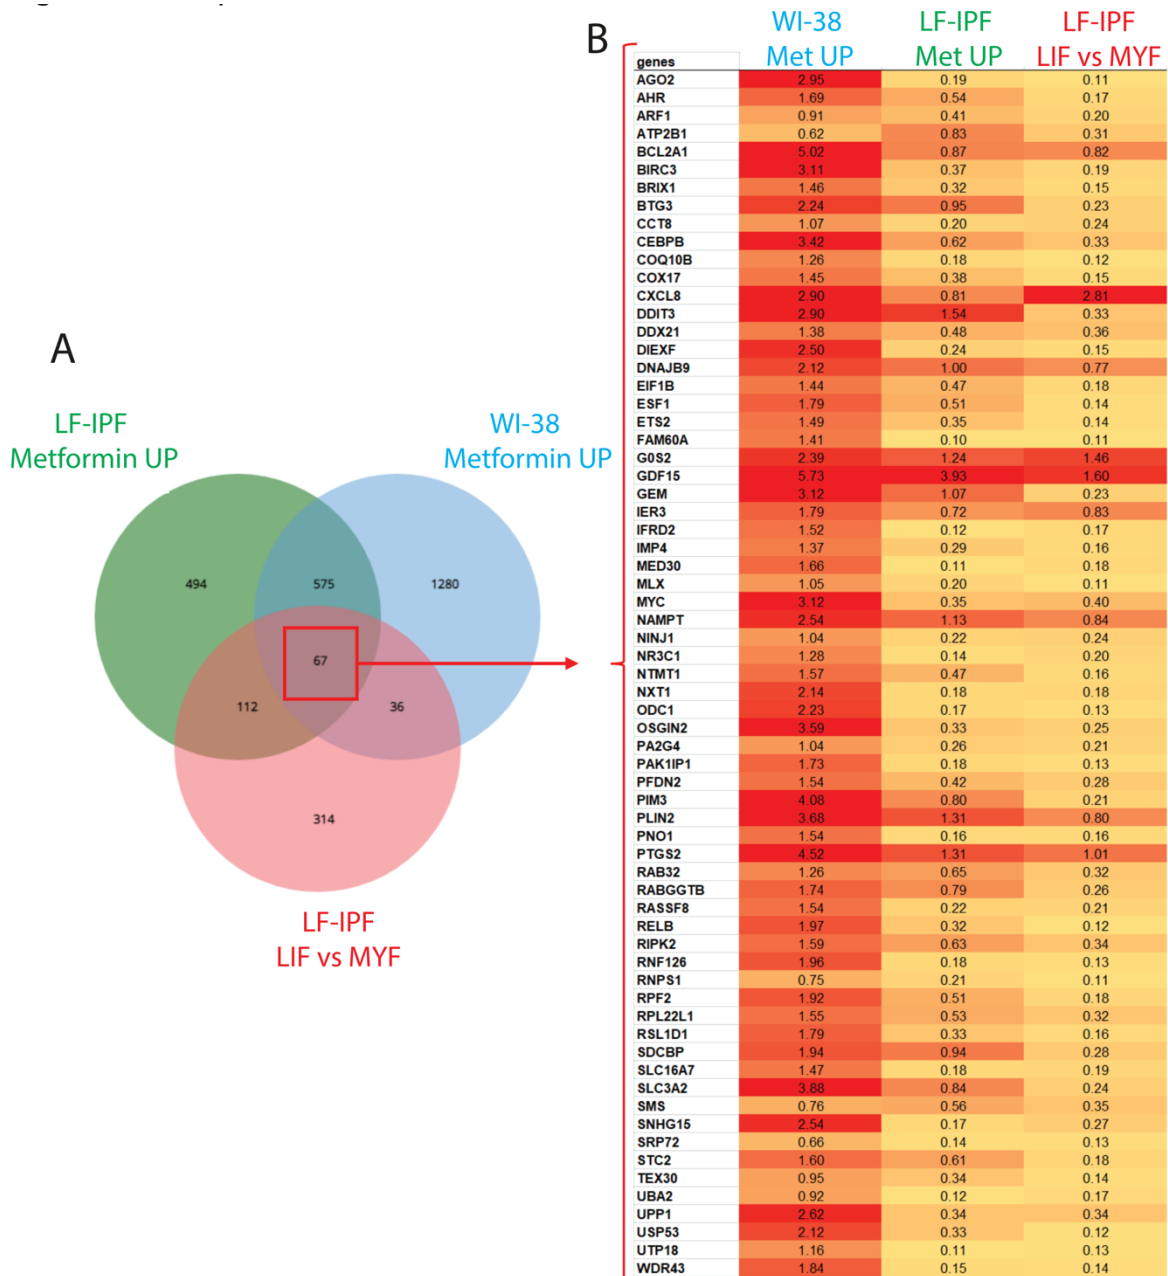 A
LF-IPF
Metformin UP
WI-38
Metformin UP
494
575
1280
67
112
36
314
LF-IPF
LIF vs MYF
B
WI-38
Met UP
LF-IPF
Met UP
LF-IPF
LIF vs MYF
genes
AGO2 2.95 0.19 0.11
AHR 1.69 0.54 0.17
ARF1 0.91 0.41 0.20
ATP2B1 0.62 0.83 0.31
BCL2A1 5.02 0.87 0.82
BIRC3 3.11 0.37 0.19
BRIX1 1.46 0.32 0.15
BTG3 2.24 0.95 0.23
CCT8 1.07 0.20 0.24
CEBPB 3.42 0.62 0.33
COQ10B 1.26 0.18 0.12
COX17 1.45 0.38 0.15
CXCL8 2.90 0.81 2.81
DDIT3 2.90 1.54 0.33
DDX21 1.38 0.48 0.36
DIEXF 2.50 0.24 0.15
DNAJB9 2.12 1.00 0.77
EIF1B 1.44 0.47 0.18
ESF1 1.79 0.51 0.14
ETS2 1.49 0.35 0.14
FAM60A 1.41 0.10 0.11
G0S2 2.39 1.24 1.46
GDF15 5.73 3.93 1.60
GEM 3.12 1.07 0.23
IER3 1.79 0.72 0.83
IFRD2 1.52 0.12 0.17
IMP4 1.37 0.29 0.16
MED30 1.66 0.11 0.18
MLX 1.05 0.20 0.11
MYC 3.12 0.35 0.40
NAMPT 2.54 1.13 0.84
NINJ1 1.04 0.22 0.24
NR3C1 1.28 0.14 0.20
NTMT1 1.57 0.47 0.16
NXT1 2.14 0.18 0.18
ODC1 2.23 0.17 0.13
OSGIN2 3.59 0.33 0.25
PA2G4 1.04 0.26 0.21
PAK1IP1 1.73 0.18 0.13
PFDN2 1.54 0.42 0.28
PIM3 4.08 0.80 0.21
PLIN2 3.68 1.31 0.80
PNO1 1.54 0.16 0.16
PTGS2 4.52 1.31 1.01
RAB32 1.26 0.65 0.32
RABGGTB 1.74 0.79 0.26
RASSF8 1.54 0.22 0.21
RELB 1.97 0.32 0.12
RIPK2 1.59 0.63 0.34
RNF126 1.96 0.18 0.13
RNPS1 0.75 0.21 0.11
RPF2 1.92 0.51 0.18
RPL22L1 1.55 0.53 0.32
RSL1D1 1.79 0.33 0.16
SDCBP 1.94 0.94 0.28
SLC16A7 1.47 0.18 0.19
SLC3A2 3.88 0.84 0.24
SMS 0.76 0.56 0.35
SNHG15 2.54 0.17 0.27
SRP72 0.66 0.14 0.13
STC2 1.60 0.61 0.18
TEX30 0.95 0.34 0.14
UBA2 0.92 0.12 0.17
UPP1 2.62 0.34 0.34
USP53 2.12 0.33 0.12
UTP18 1.16 0.11 0.13
WDR43 1.84 0.15 0.14